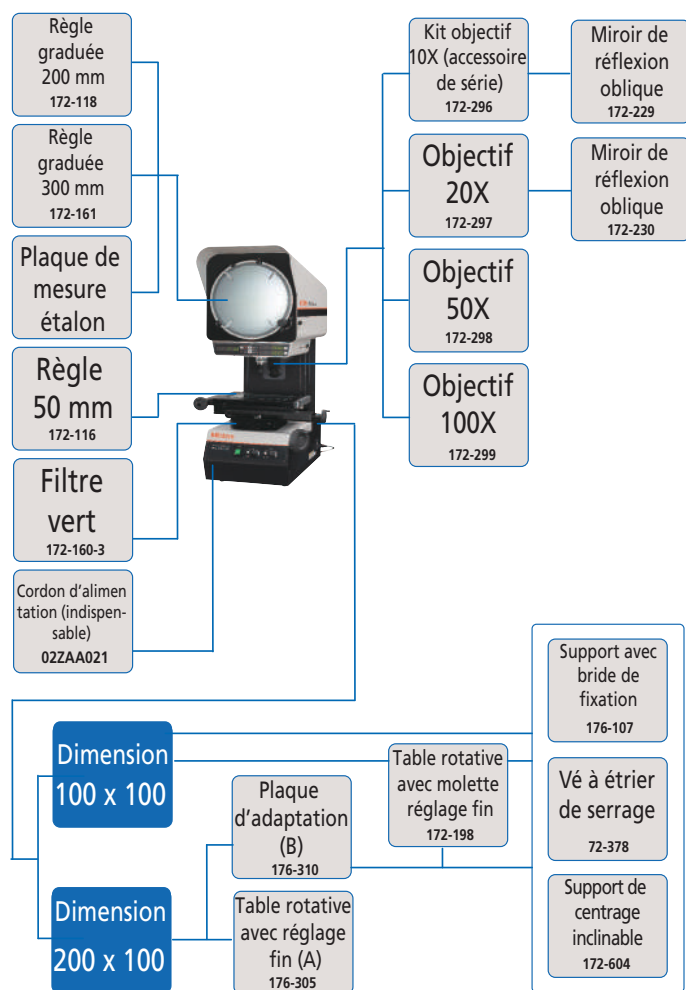 Règle
graduée
200 mm
172-118
Règle
graduée
300 mm
172-161
Plaque de
mesure
étalon
Règle
50 mm
172-116
Filtre
vert
172-160-3
Cordon d'alimen
tation (indispen-
sable)
02ZAA021
Kit objectif
10X (accessoire
de série)
172-296
Miroir de
réflexion
oblique
172-229
Objectif
20X
172-297
Miroir de
réflexion
oblique
172-230
Objectif
50X
172-298
Objectif
100X
172-299
Dimension
100 x 100
Dimension
200 x 100
Plaque
d'adaptation
(B)
176-310
Table rotative
avec réglage
fin (A)
176-305
Table rotative
avec molette
réglage fin
172-198
Support avec
bride de
fixation
176-107
Vé à étrier
de serrage
72-378
Support de
centrage
inclinable
172-604